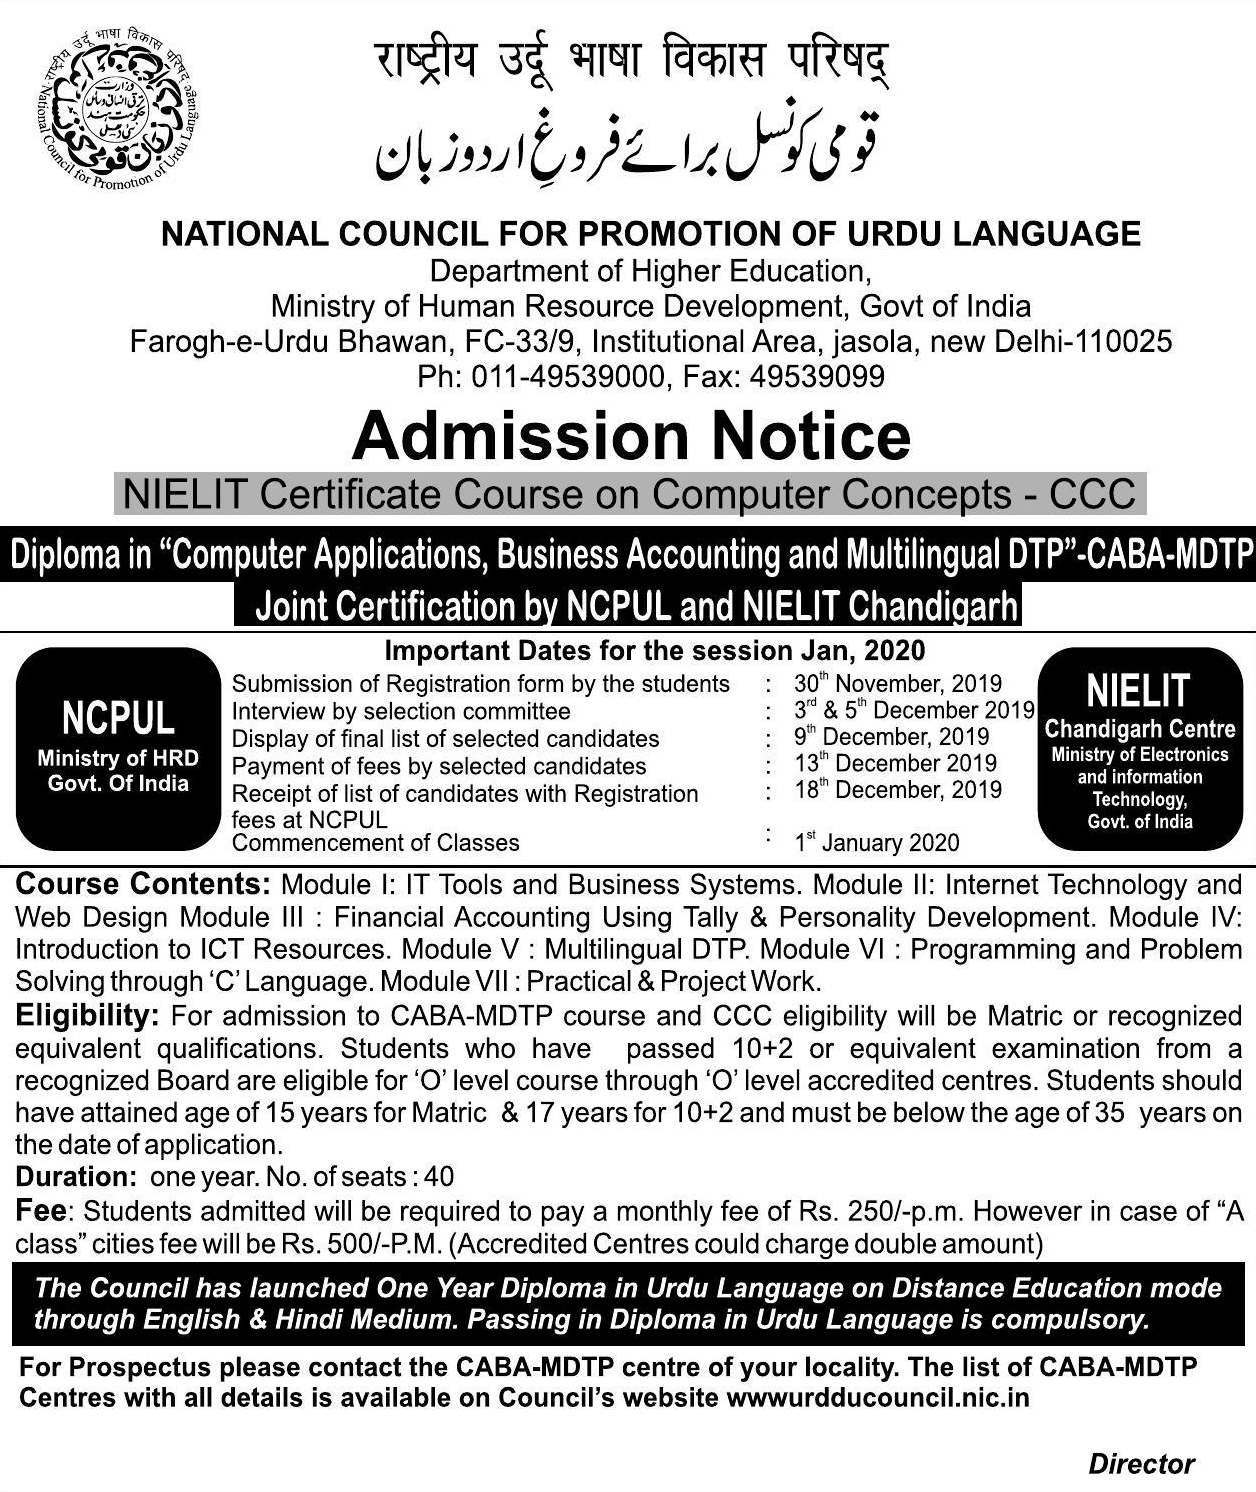 राष्ट्रीय उर्दू भाषा विकास परिषद्
قومی کونسل برائے فروغِ اردو زبان
राष्ट्रीय उर्दू भाषा विकास परिषद्
National Council for Promotion of Urdu Language
NATIONAL COUNCIL FOR PROMOTION OF URDU LANGUAGE
Department of Higher Education,
Ministry of Human Resource Development, Govt of India
Farogh-e-Urdu Bhawan, FC-33/9, Institutional Area, jasola, new Delhi-110025
Ph: 011-49539000, Fax: 49539099
Admission Notice
NIELIT Certificate Course on Computer Concepts - CCC
Diploma in “Computer Applications, Business Accounting and Multilingual DTP”-CABA-MDTP
Joint Certification by NCPUL and NIELIT Chandigarh
NCPUL
Ministry of HRD
Govt. Of India
Important Dates for the session Jan, 2020
Submission of Registration form by the students : 30th November, 2019
Interview by selection committee : 3rd & 5th December 2019
Display of final list of selected candidates : 9th December, 2019
Payment of fees by selected candidates : 13th December 2019
Receipt of list of candidates with Registration : 18th December, 2019
fees at NCPUL
Commencement of Classes : 1st January 2020
NIELIT
Chandigarh Centre
Ministry of Electronics
and information
Technology,
Govt. of India
Course Contents: Module I: IT Tools and Business Systems. Module II: Internet Technology and
Web Design Module III : Financial Accounting Using Tally & Personality Development. Module IV:
Introduction to ICT Resources. Module V : Multilingual DTP. Module VI : Programming and Problem
Solving through ‘C’ Language. Module VII : Practical & Project Work.
Eligibility: For admission to CABA-MDTP course and CCC eligibility will be Matric or recognized
equivalent qualifications. Students who have passed 10+2 or equivalent examination from a
recognized Board are eligible for ‘O’ level course through ‘O’ level accredited centres. Students should
have attained age of 15 years for Matric & 17 years for 10+2 and must be below the age of 35 years on
the date of application.
Duration: one year. No. of seats : 40
Fee: Students admitted will be required to pay a monthly fee of Rs. 250/-p.m. However in case of “A
class” cities fee will be Rs. 500/-P.M. (Accredited Centres could charge double amount)
The Council has launched One Year Diploma in Urdu Language on Distance Education mode
through English & Hindi Medium. Passing in Diploma in Urdu Language is compulsory.
For Prospectus please contact the CABA-MDTP centre of your locality. The list of CABA-MDTP
Centres with all details is available on Council’s website wwwurdducouncil.nic.in
Director